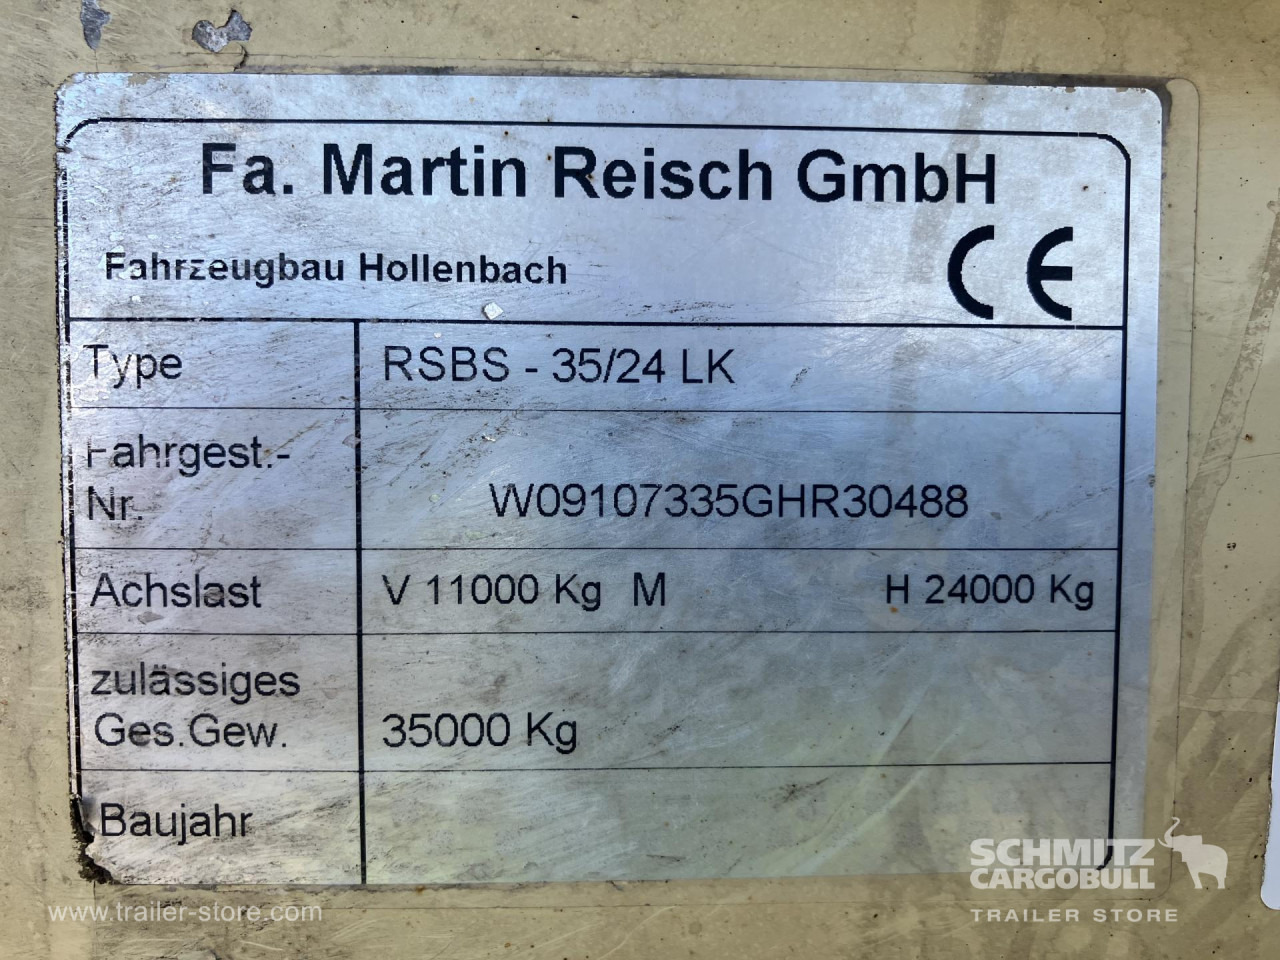 Fa. Martin Reisch GmbH
Fahrzeugbau Hollenbach
CE
Type RSBS - 35/24 LK
Fahrgest.-
Nr. W09107335GHR30488
Achslast V 11000 Kg M H 24000 Kg
zulässiges
Ges.Gew. 35000 Kg
Baujahr
SCHMITZ
CARGOBULL
TRAILER STORE
www.trailer-store.com